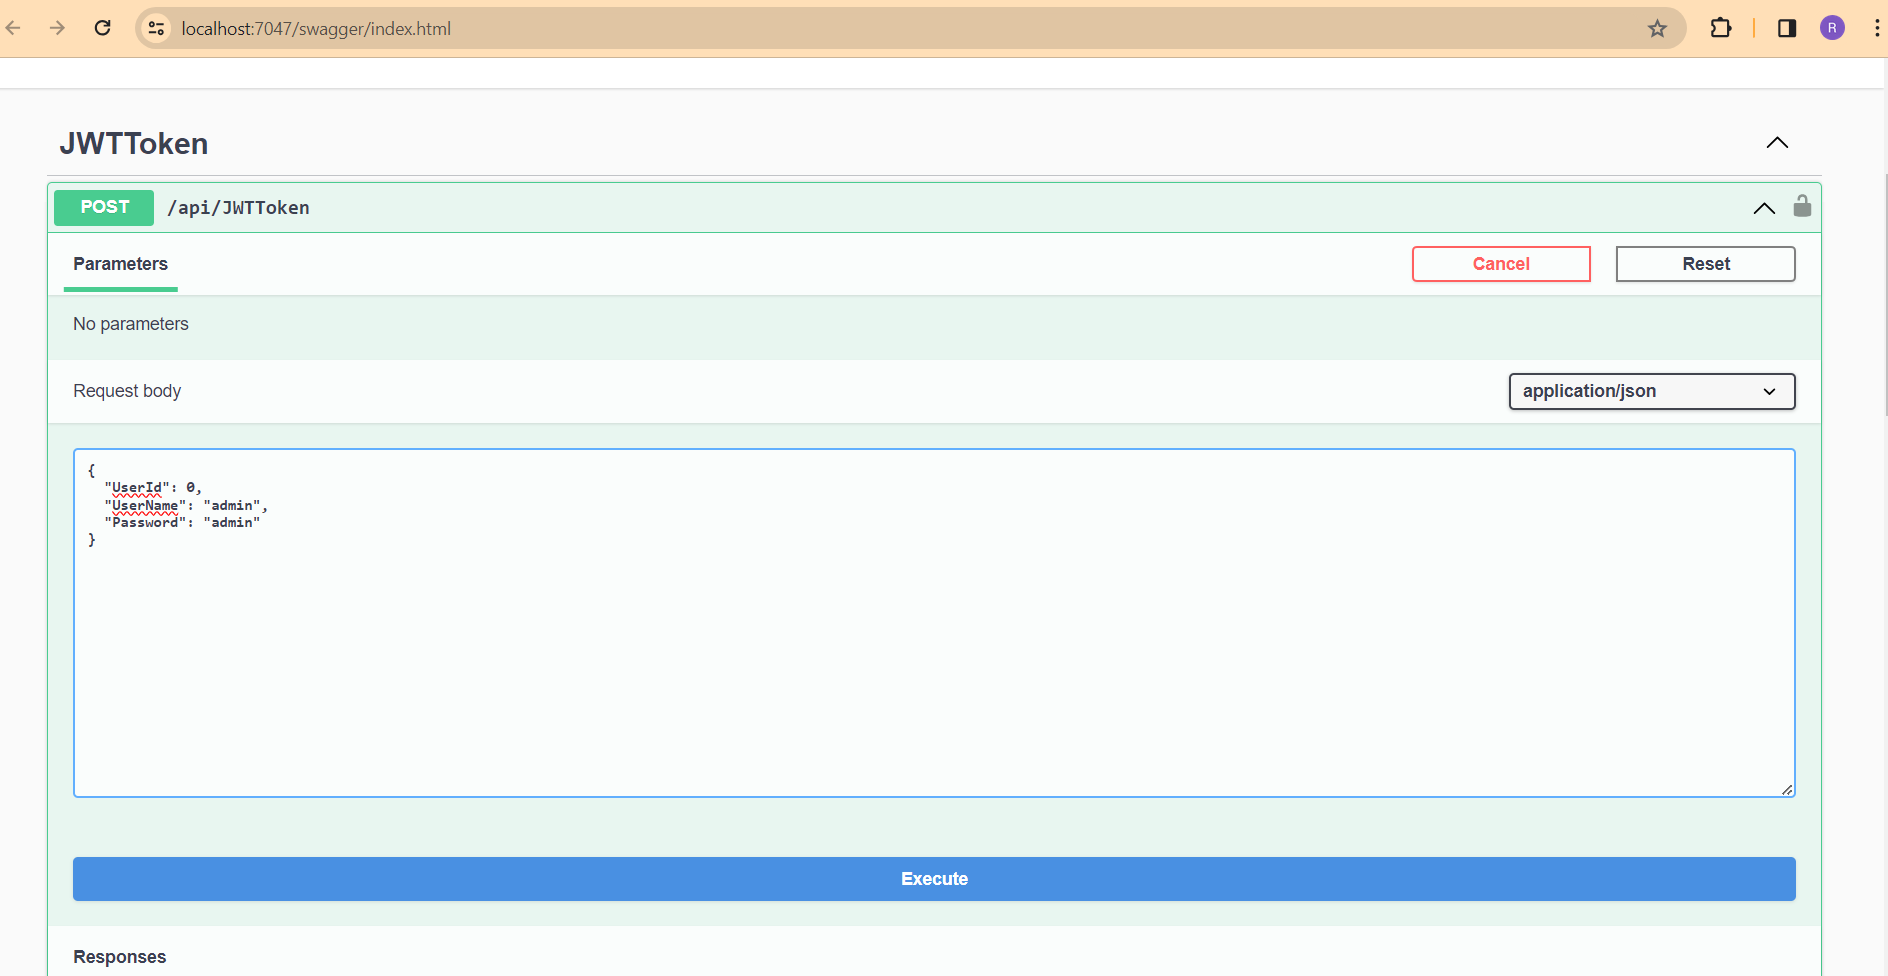 localhost:7047/swagger/index.html
R
JWTToken
POST /api/JWTToken
Parameters
Cancel
Reset
No parameters
Request body
application/json
{
"UserId": 0,
"UserName": "admin",
"Password": "admin"
}
Execute
Responses